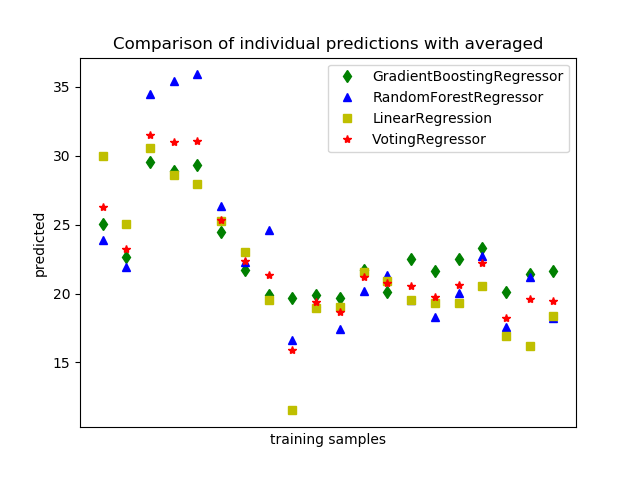 Comparison of individual predictions with averaged
35
30
25
20
15
predicted
GradientBoostingRegressor
RandomForestRegressor
LinearRegression
VotingRegressor
training samples